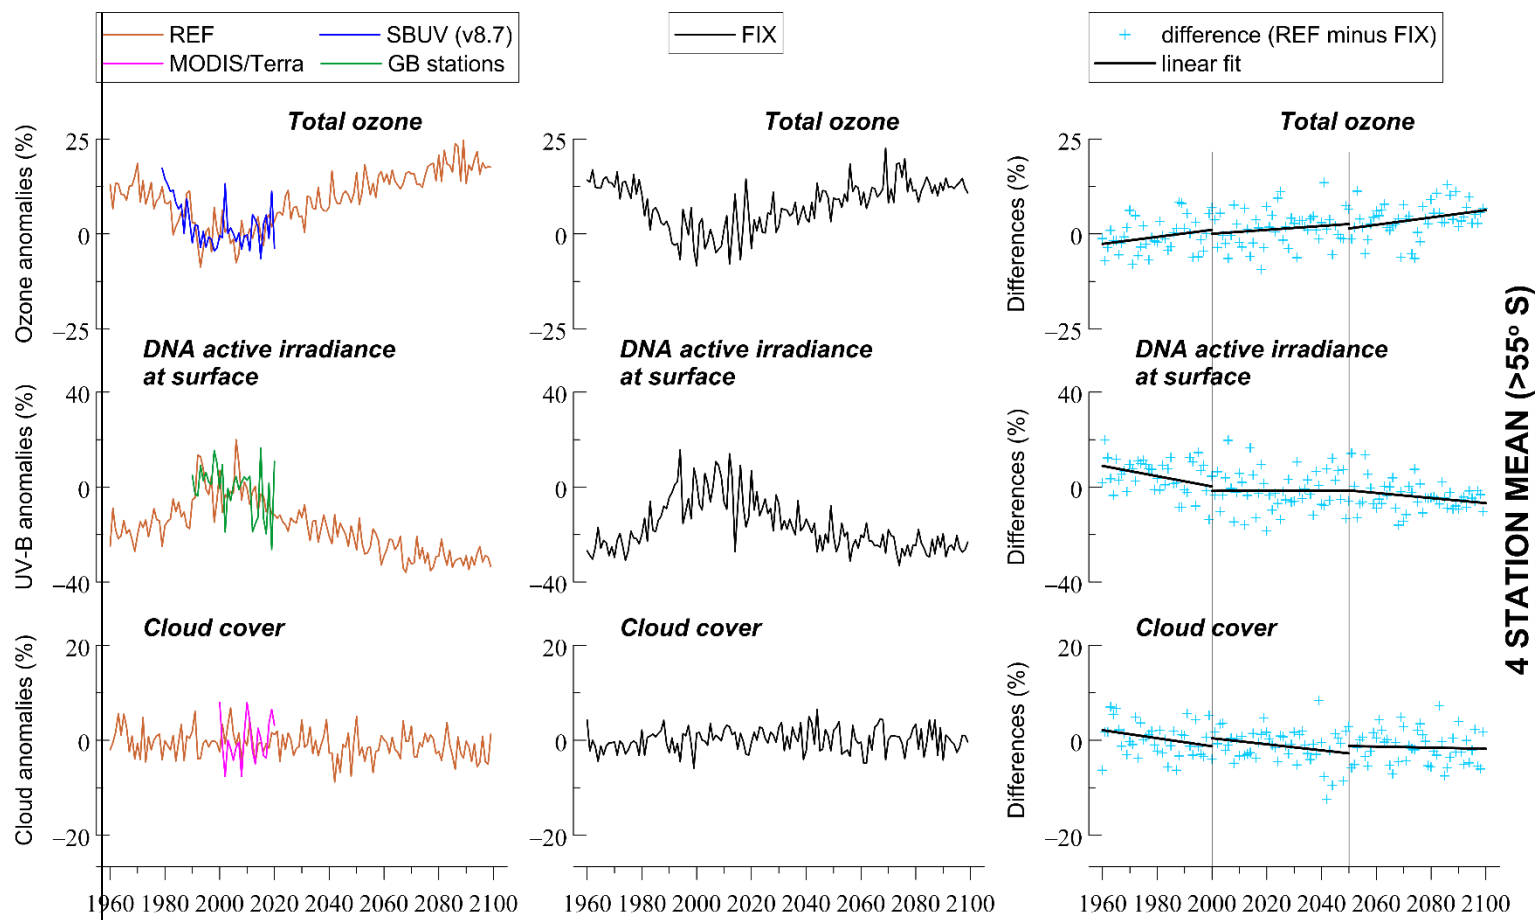 REF
SBUV (v8.7)
MODIS/Terra
GB stations
FIX
difference (REF minus FIX)
linear fit
Total ozone
Total ozone
Total ozone
Ozone anomalies (%)
25
0
−25
25
0
−25
Differences (%)
25
0
−25
DNA active irradiance
at surface
DNA active irradiance
at surface
DNA active irradiance
at surface
UV-B anomalies (%)
40
0
−40
40
0
−40
Differences (%)
40
0
−40
Cloud cover
Cloud cover
Cloud cover
Cloud anomalies (%)
20
0
−20
20
0
−20
Differences (%)
20
0
−20
1960 1980 2000 2020 2040 2060 2080 2100
1960 1980 2000 2020 2040 2060 2080 2100
1960 1980 2000 2020 2040 2060 2080 2100
4 STATION MEAN (>55º S)